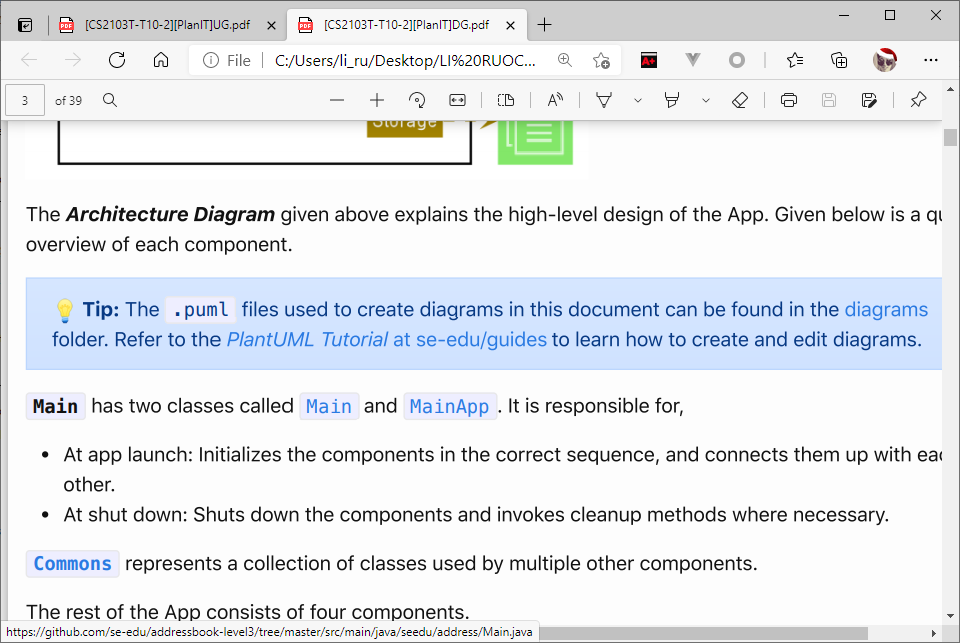 [CS2103T-T10-2][PlanIT]UG.pdf
[CS2103T-T10-2][PlanIT]DG.pdf
File
C:/Users/li_ru/Desktop/LI%20RUOC...
3 of 39
Storage
The Architecture Diagram given above explains the high-level design of the App. Given below is a
overview of each component.
💡 Tip: The .puml files used to create diagrams in this document can be found in the diagrams
folder. Refer to the PlantUML Tutorial at se-edu/guides to learn how to create and edit diagrams.
Main has two classes called Main and MainApp. It is responsible for,
• At app launch: Initializes the components in the correct sequence, and connects them up with
other.
• At shut down: Shuts down the components and invokes cleanup methods where necessary.
Commons represents a collection of classes used by multiple other components.
The rest of the App consists of four components.
https://github.com/se-edu/addressbook-level3/tree/master/src/main/java/seedu/address/Main.java